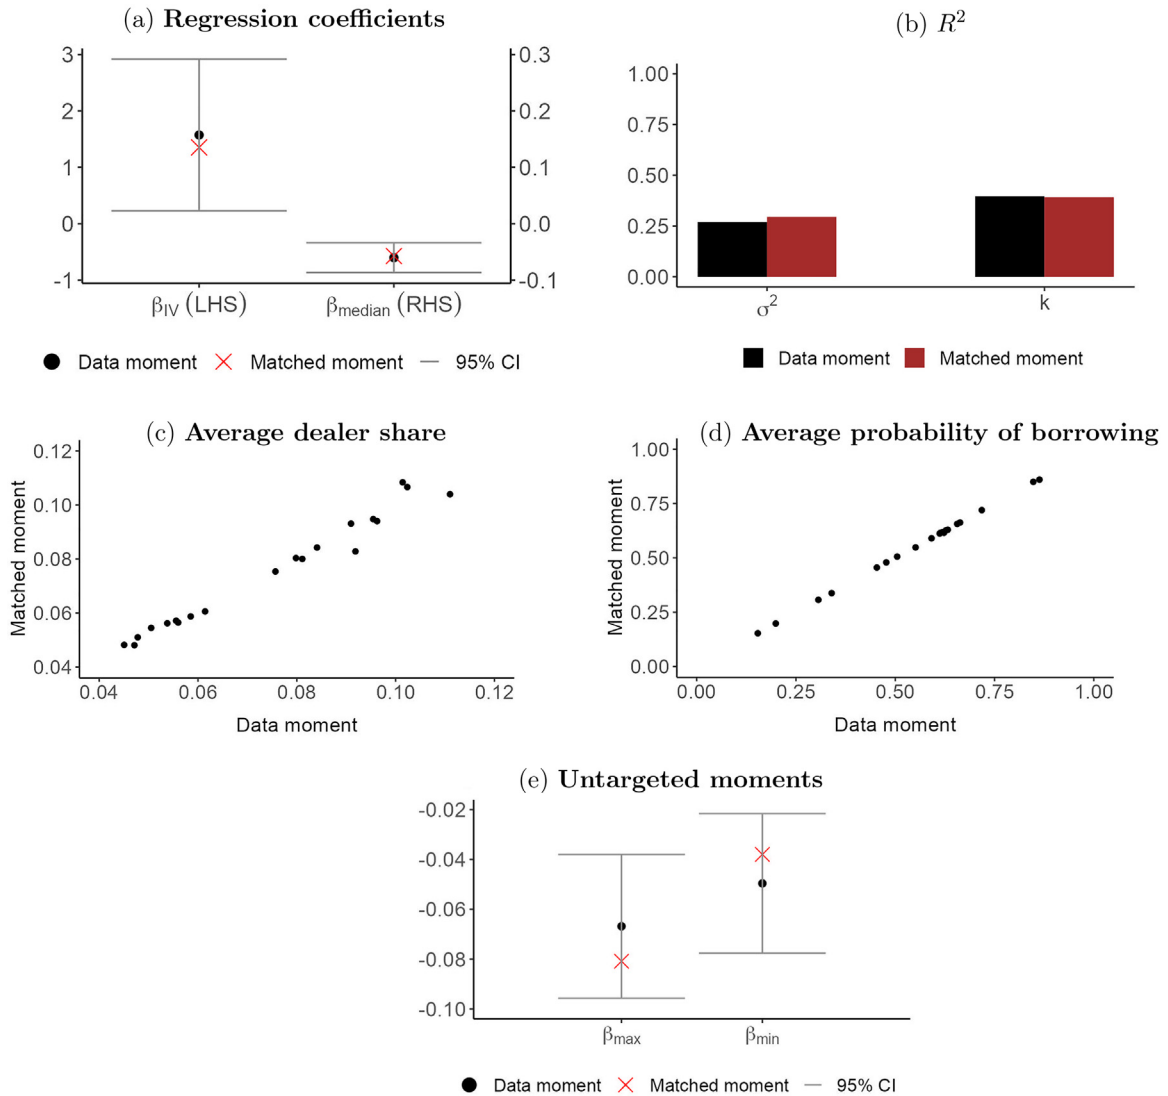 (a) Regression coefficients
3
2
1
0
-1
0.3
0.2
0.1
0.0
-0.1
βIV (LHS)
βmedian (RHS)
Data moment
Matched moment
95% CI
(b) R²
1.00
0.75
0.50
0.25
0.00
σ²
k
Data moment
Matched moment
(c) Average dealer share
Matched moment
0.12
0.10
0.08
0.06
0.04
0.04
0.06
0.08
0.10
0.12
Data moment
(d) Average probability of borrowing
Matched moment
1.00
0.75
0.50
0.25
0.00
0.00
0.25
0.50
0.75
1.00
Data moment
(e) Untargeted moments
-0.02
-0.04
-0.06
-0.08
-0.10
βmax
βmin
Data moment
Matched moment
95% CI